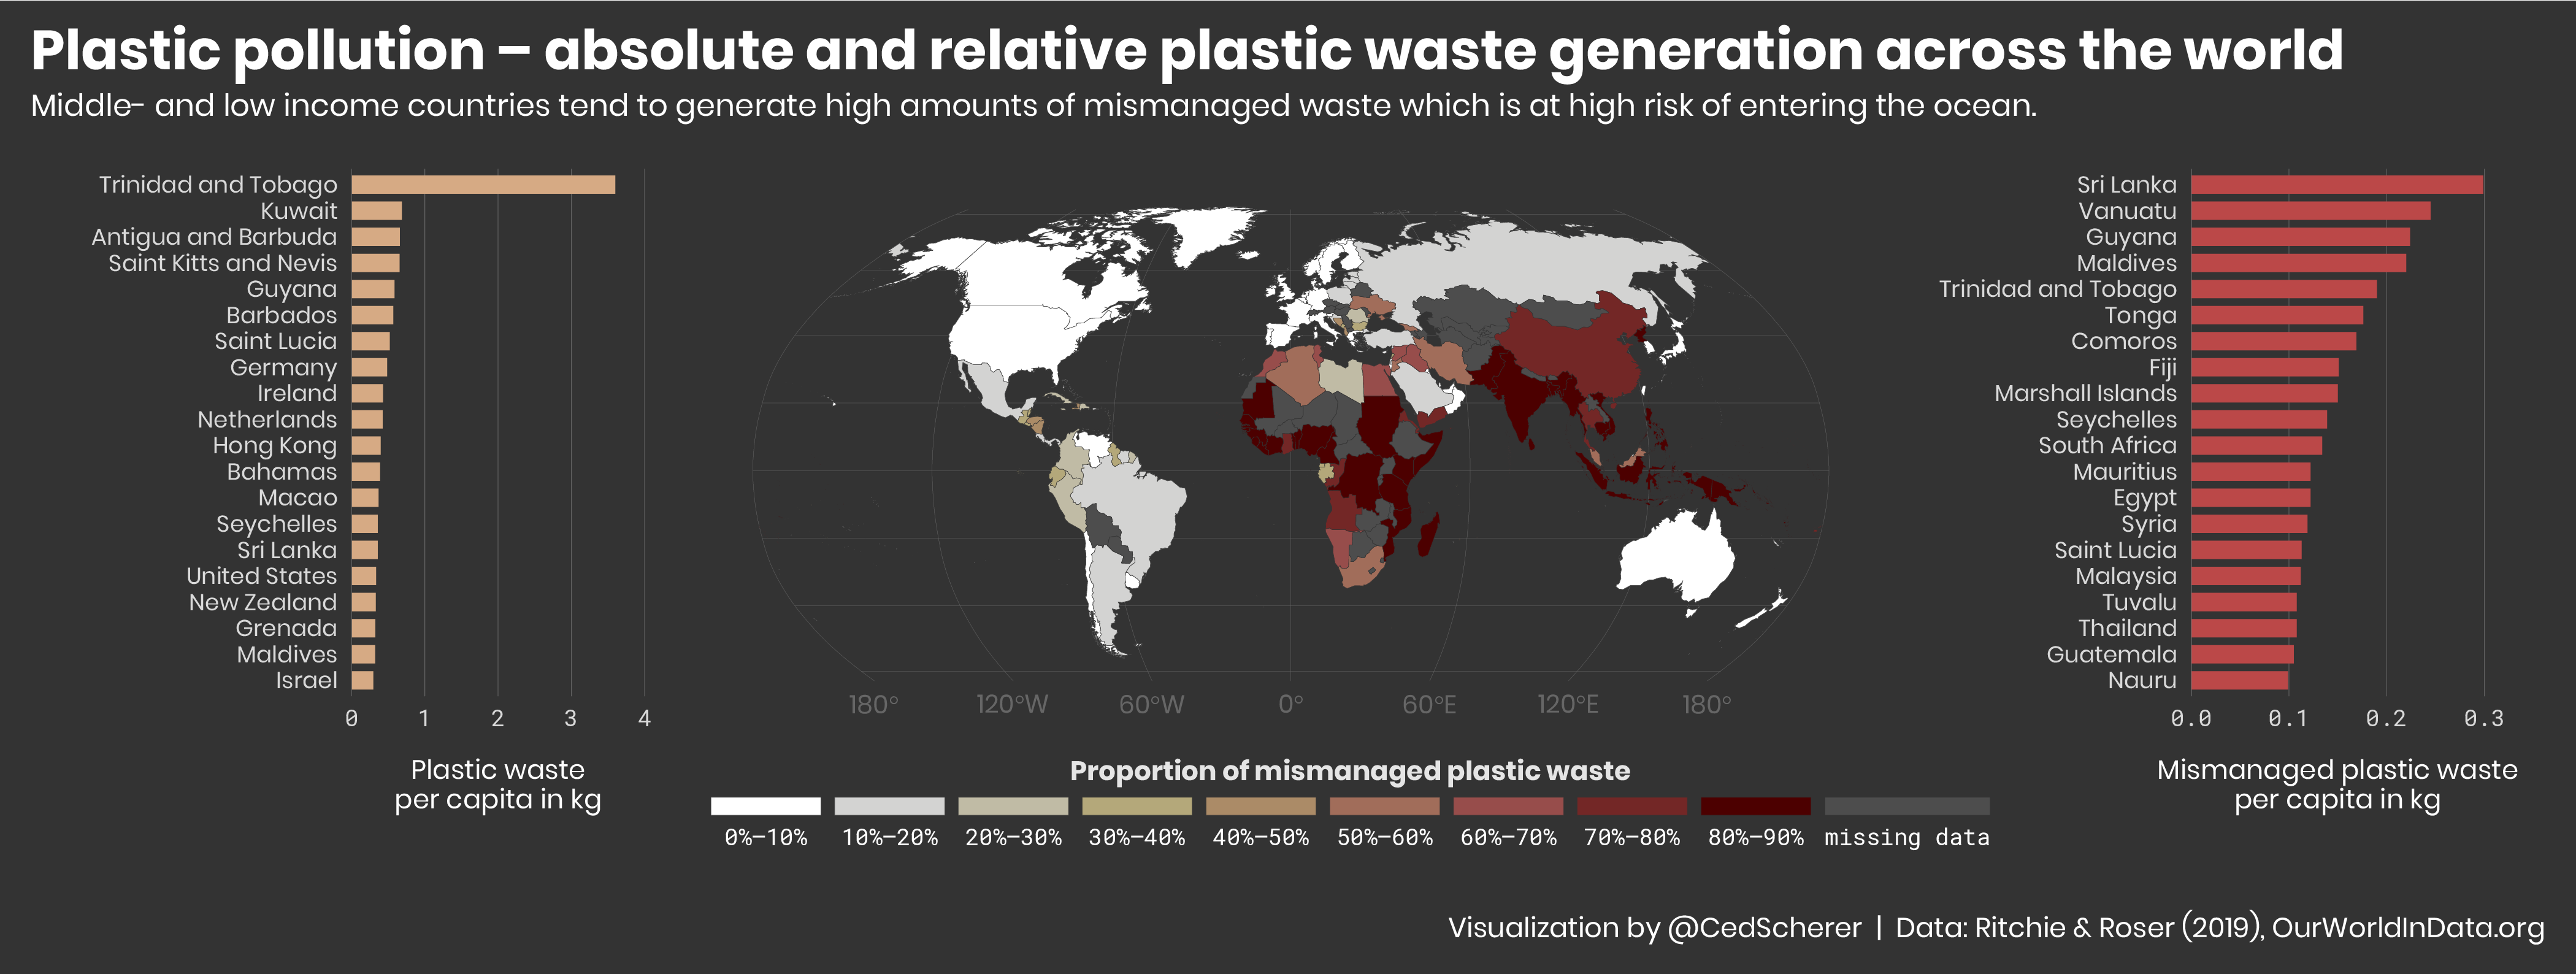 Plastic pollution – absolute and relative plastic waste generation across the world
Middle- and low income countries tend to generate high amounts of mismanaged waste which is at high risk of entering the ocean.
Trinidad and Tobago
Kuwait
Antigua and Barbuda
Saint Kitts and Nevis
Guyana
Barbados
Saint Lucia
Germany
Ireland
Netherlands
Hong Kong
Bahamas
Macao
Seychelles
Sri Lanka
United States
New Zealand
Grenada
Maldives
Israel
0 1 2 3 4
Plastic waste
per capita in kg
180° 120°W 60°W 0° 60°E 120°E 180°
Proportion of mismanaged plastic waste
0%–10% 10%–20% 20%–30% 30%–40% 40%–50% 50%–60% 60%–70% 70%–80% 80%–90% missing data
Sri Lanka
Vanuatu
Guyana
Maldives
Trinidad and Tobago
Tonga
Comoros
Fiji
Marshall Islands
Seychelles
South Africa
Mauritius
Egypt
Syria
Saint Lucia
Malaysia
Tuvalu
Thailand
Guatemala
Nauru
0.0 0.1 0.2 0.3
Mismanaged plastic waste
per capita in kg
Visualization by @CedScherer | Data: Ritchie & Roser (2019), OurWorldInData.org